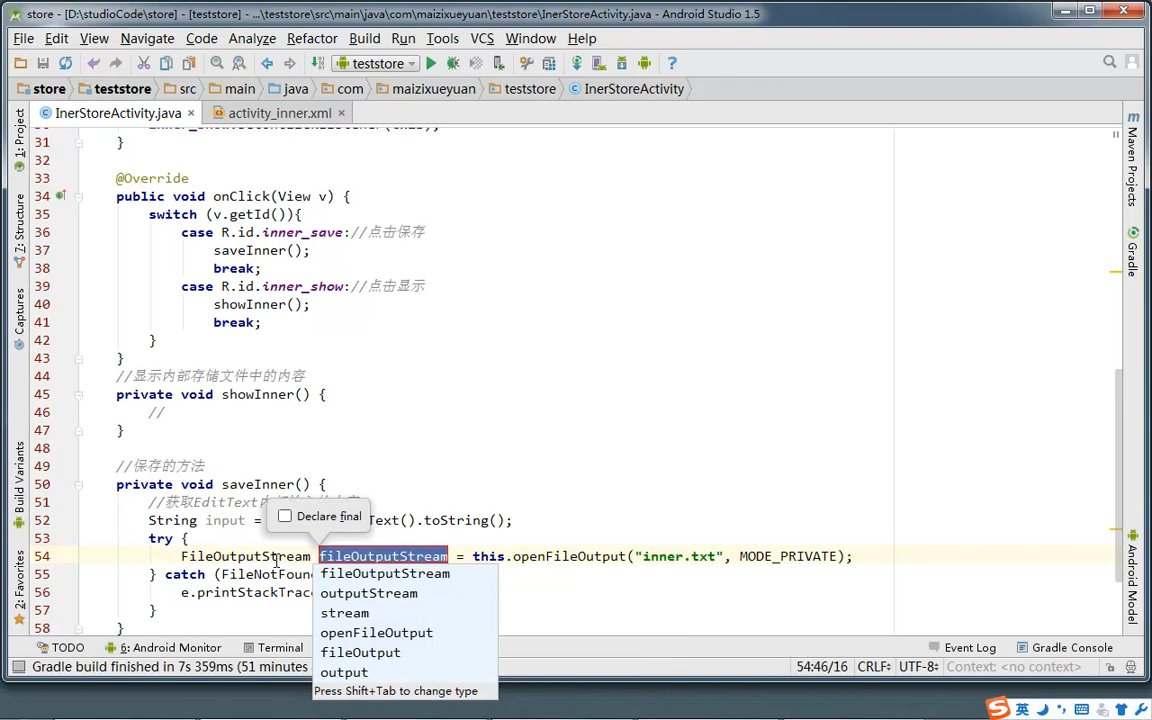 store - [D:\studioCode\store] - [teststore] - ...\teststore\src\main\java\com\maizixueyuan\teststore\InerStoreActivity.java - Android Studio 1.5
File Edit View Navigate Code Analyze Refactor Build Run Tools VCS Window Help
teststore
store teststore src main java com maizixueyuan teststore InerStoreActivity
InerStoreActivity.java activity_inner.xml
31 }
32
33 @Override
34 public void onClick(View v) {
35 switch (v.getId()){
36 case R.id.inner_save://点击保存
37 saveInner();
38 break;
39 case R.id.inner_show://点击显示
40 showInner();
41 break;
42 }
43 }
44 //显示内部存储文件中的内容
45 private void showInner() {
46 //
47 }
48
49 //保存的方法
50 private void saveInner() {
51 //获取EditText
52 String input = Text().toString();
53 try {
54 FileOutputStream fileOutputStream = this.openFileOutput("inner.txt", MODE_PRIVATE);
55 } catch (FileNotFoun
56 e.printStackTrac
57 }
58 }
Declare final
fileOutputStream
outputStream
stream
openFileOutput
fileOutput
output
Press Shift+Tab to change type
1: Project
7: Structure
Captures
Build Variants
2: Favorites
Maven Projects
Gradle
Android Model
TODO 6: Android Monitor Terminal Event Log Gradle Console
Gradle build finished in 7s 359ms (51 minutes 54:46/16 CRLF÷ UTF-8÷ Context: <no context>
英